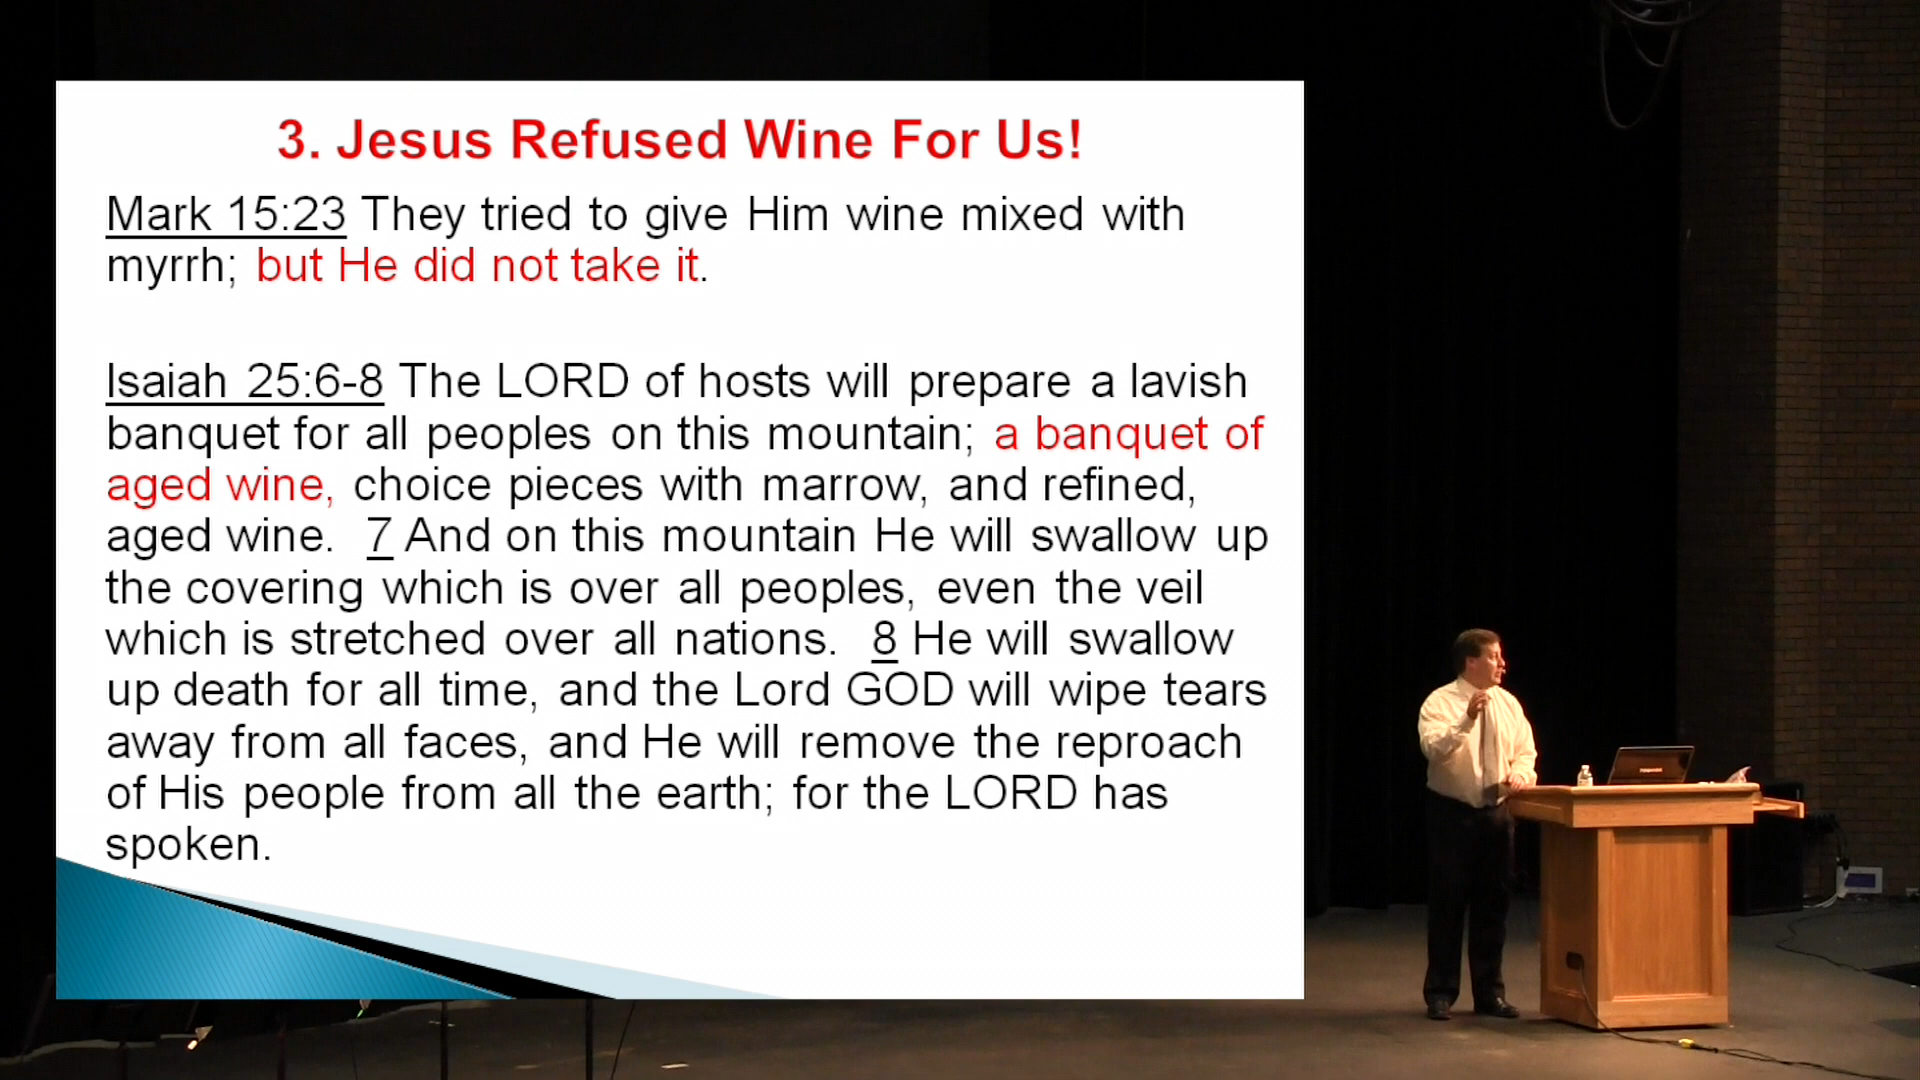 3. Jesus Refused Wine For Us!
Mark 15:23 They tried to give Him wine mixed with
myrrh; but He did not take it.
Isaiah 25:6-8 The LORD of hosts will prepare a lavish
banquet for all peoples on this mountain; a banquet of
aged wine, choice pieces with marrow, and refined,
aged wine. 7 And on this mountain He will swallow up
the covering which is over all peoples, even the veil
which is stretched over all nations. 8 He will swallow
up death for all time, and the Lord GOD will wipe tears
away from all faces, and He will remove the reproach
of His people from all the earth; for the LORD has
spoken.